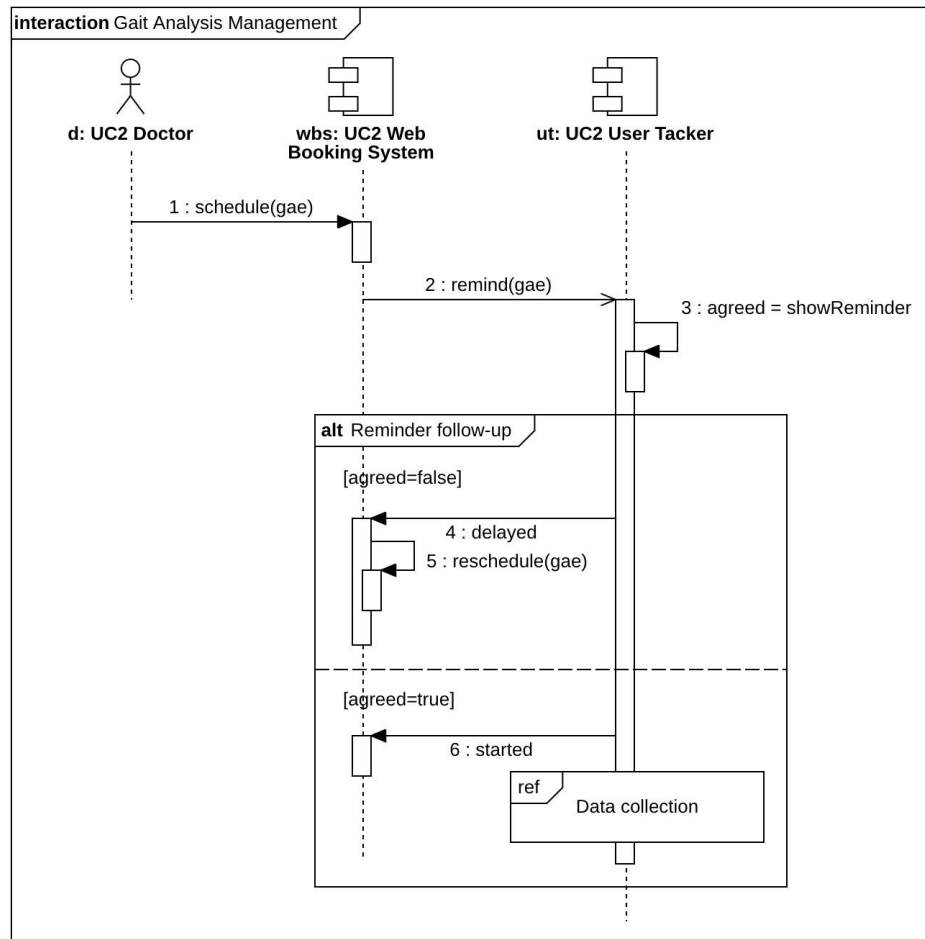 interaction Gait Analysis Management
d: UC2 Doctor
wbs: UC2 Web
Booking System
ut: UC2 User Tacker
1 : schedule(gae)
2 : remind(gae)
3 : agreed = showReminder
alt Reminder follow-up
[agreed=false]
4 : delayed
5 : reschedule(gae)
[agreed=true]
6 : started
ref
Data collection